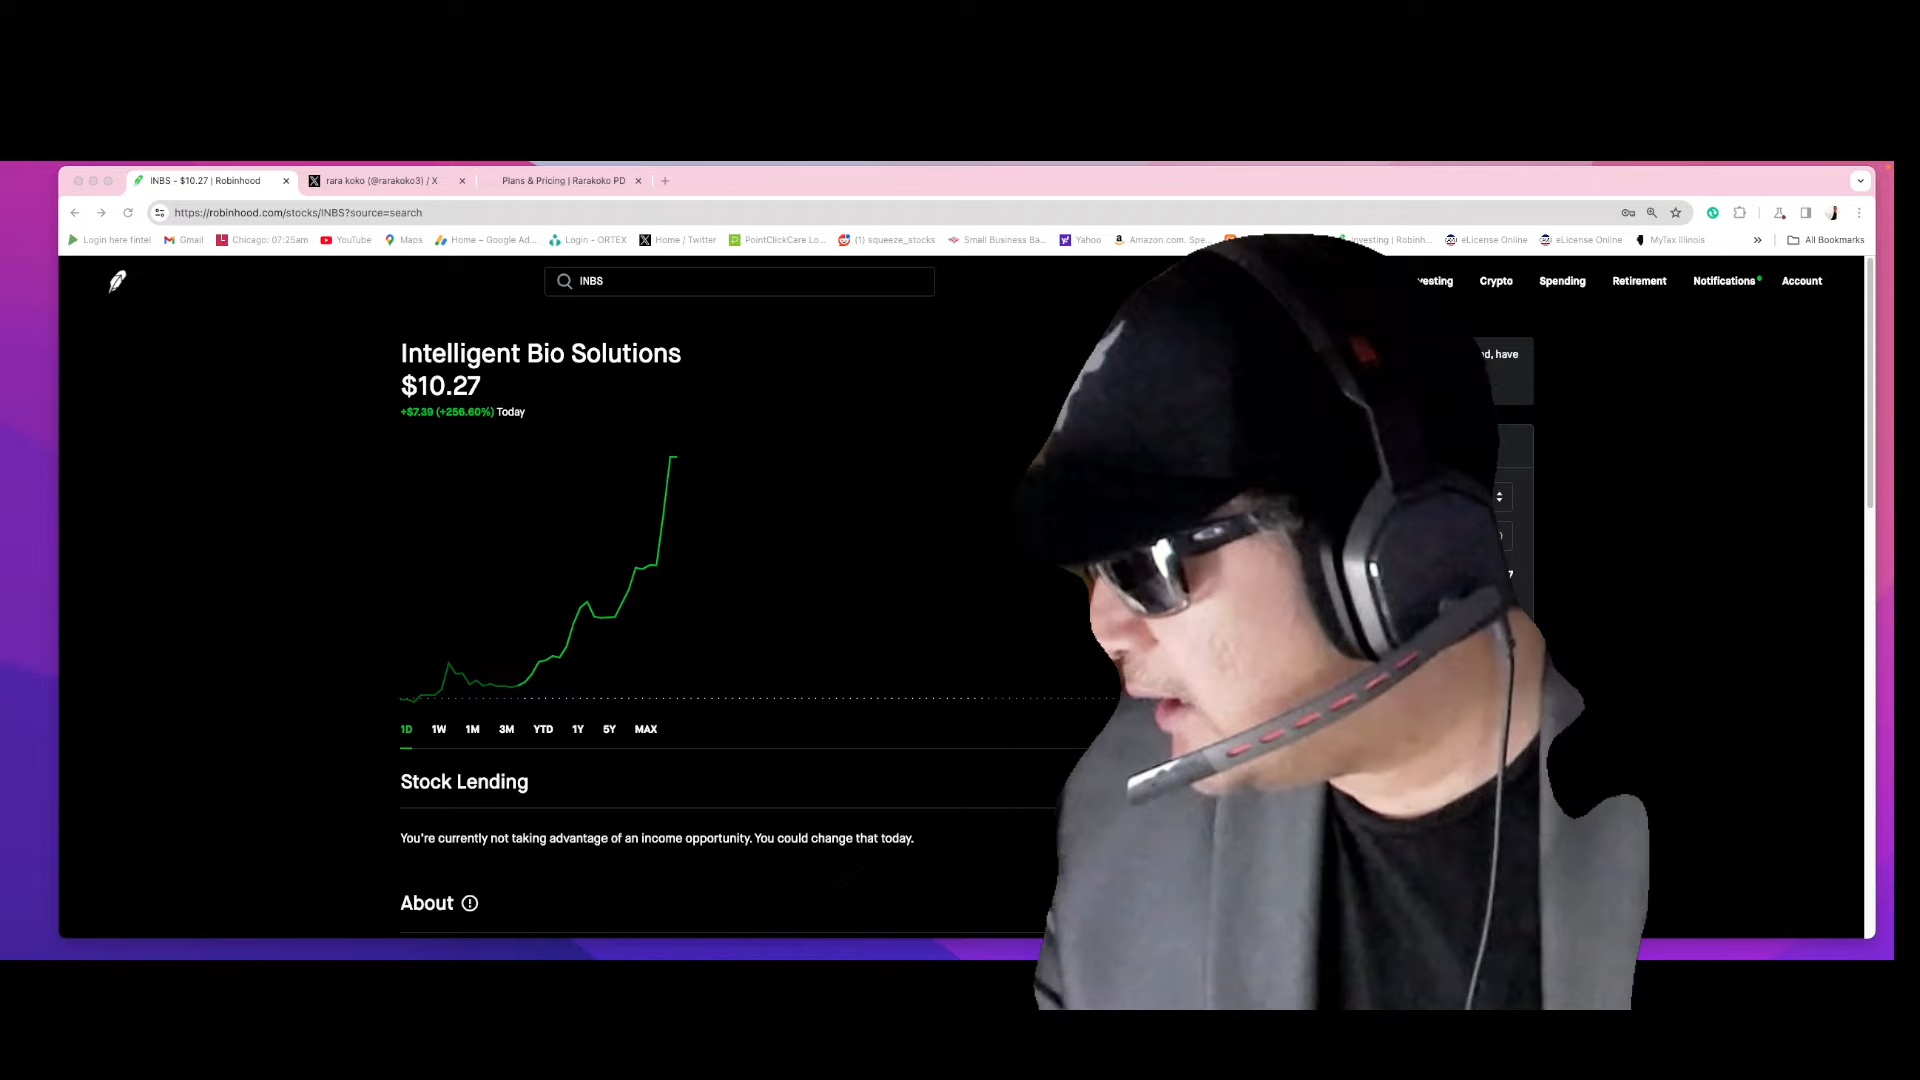 INBS - $10.27 | Robinhood
rara koko (@rarakoko3) / X
Plans & Pricing | Rarakoko PD
https://robinhood.com/stocks/INBS?source=search
Login here fintel
Gmail
Chicago: 07:25am
YouTube
Maps
Home – Google Ad...
Login - ORTEX
Home / Twitter
PointClickCare Lo...
(1) squeeze_stocks
Small Business Ba...
Yahoo
Amazon.com. Spe...
Investing | Robinh...
eLicense Online
eLicense Online
MyTax Illinois
All Bookmarks
INBS
vesting
Crypto
Spending
Retirement
Notifications
Account
Intelligent Bio Solutions
$10.27
+$7.39 (+256.60%) Today
d, have
7
1D
1W
1M
3M
YTD
1Y
5Y
MAX
Stock Lending
You're currently not taking advantage of an income opportunity. You could change that today.
About